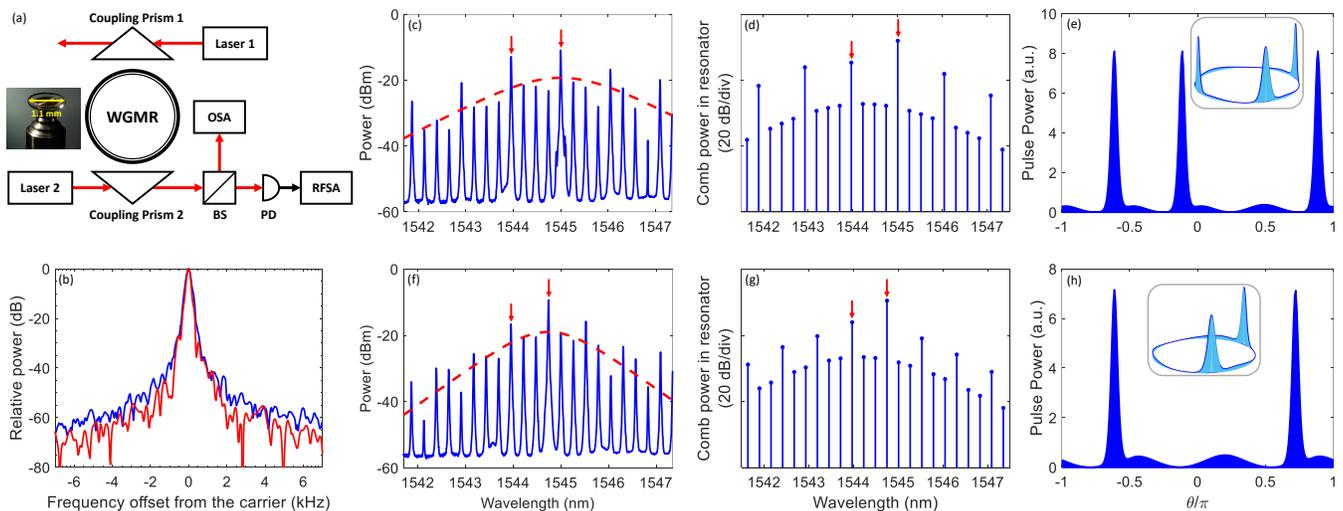 (a)
Coupling Prism 1
Laser 1
WGMR
1.1 mm
OSA
Laser 2
RFSA
Coupling Prism 2
BS
PD
(b)
0
-20
-40
-60
-80
Relative power (dB)
-6 -4 -2 0 2 4 6
Frequency offset from the carrier (kHz)
(c)
0
-20
-40
-60
Power (dBm)
1542 1543 1544 1545 1546 1547
(d)
Comb power in resonator
(20 dB/div)
1542 1543 1544 1545 1546 1547
(e)
10
8
6
4
2
0
Pulse Power (a.u.)
-1 -0.5 0 0.5 1
(f)
0
-20
-40
-60
Power (dBm)
1542 1543 1544 1545 1546 1547
Wavelength (nm)
(g)
Comb power in resonator
(20 dB/div)
1542 1543 1544 1545 1546 1547
Wavelength (nm)
(h)
8
6
4
2
0
Pulse Power (a.u.)
-1 -0.5 0 0.5 1
θ/π